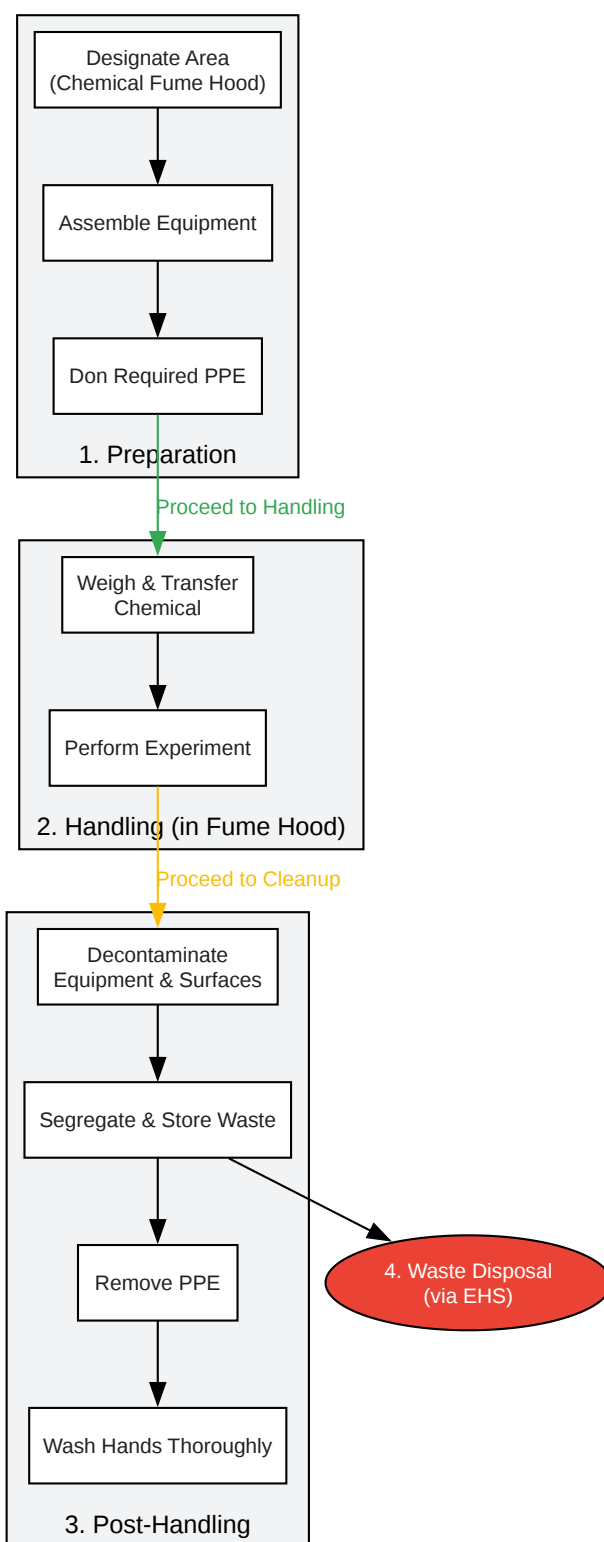 Designate Area
(Chemical Fume Hood)
Assemble Equipment
Don Required PPE
1. Preparation
Proceed to Handling
Weigh & Transfer
Chemical
Perform Experiment
2. Handling (in Fume Hood)
Proceed to Cleanup
Decontaminate
Equipment & Surfaces
Segregate & Store Waste
Remove PPE
4. Waste Disposal
(via EHS)
Wash Hands Thoroughly
3. Post-Handling